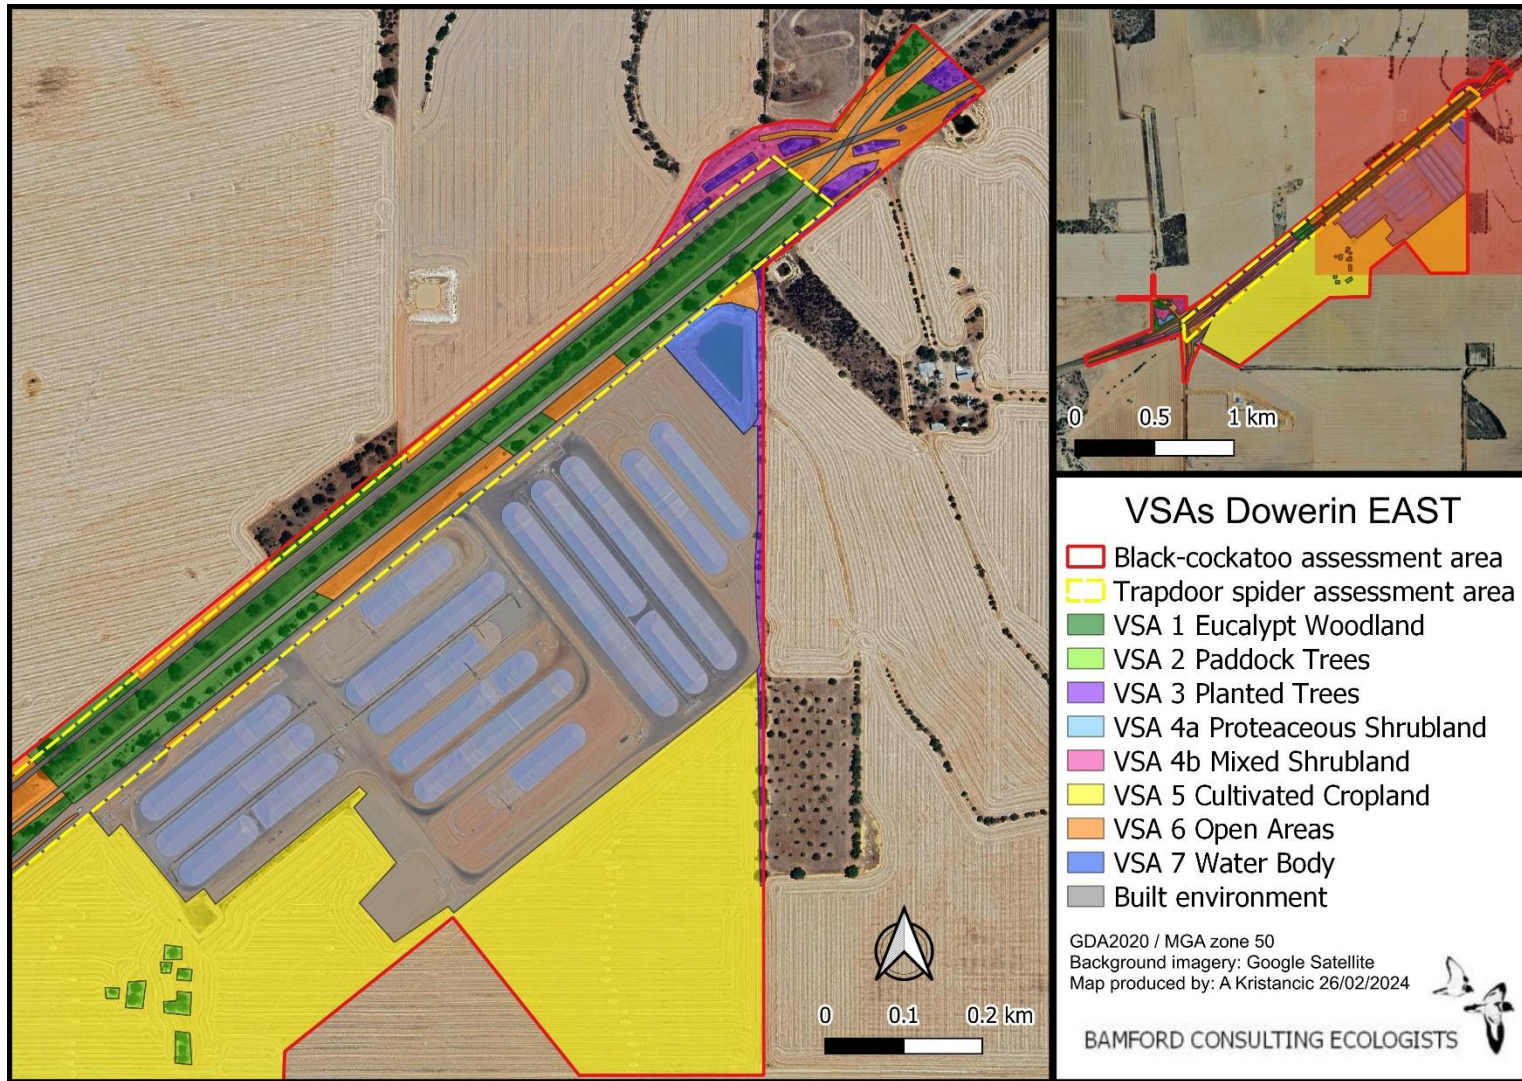 0 0.5 1 km
VSAs Dowerin EAST
Black-cockatoo assessment area
Trapdoor spider assessment area
VSA 1 Eucalypt Woodland
VSA 2 Paddock Trees
VSA 3 Planted Trees
VSA 4a Proteaceous Shrubland
VSA 4b Mixed Shrubland
VSA 5 Cultivated Cropland
VSA 6 Open Areas
VSA 7 Water Body
Built environment
GDA2020 / MGA zone 50
Background imagery: Google Satellite
Map produced by: A Kristancic 26/02/2024
BAMFORD CONSULTING ECOLOGISTS
0 0.1 0.2 km